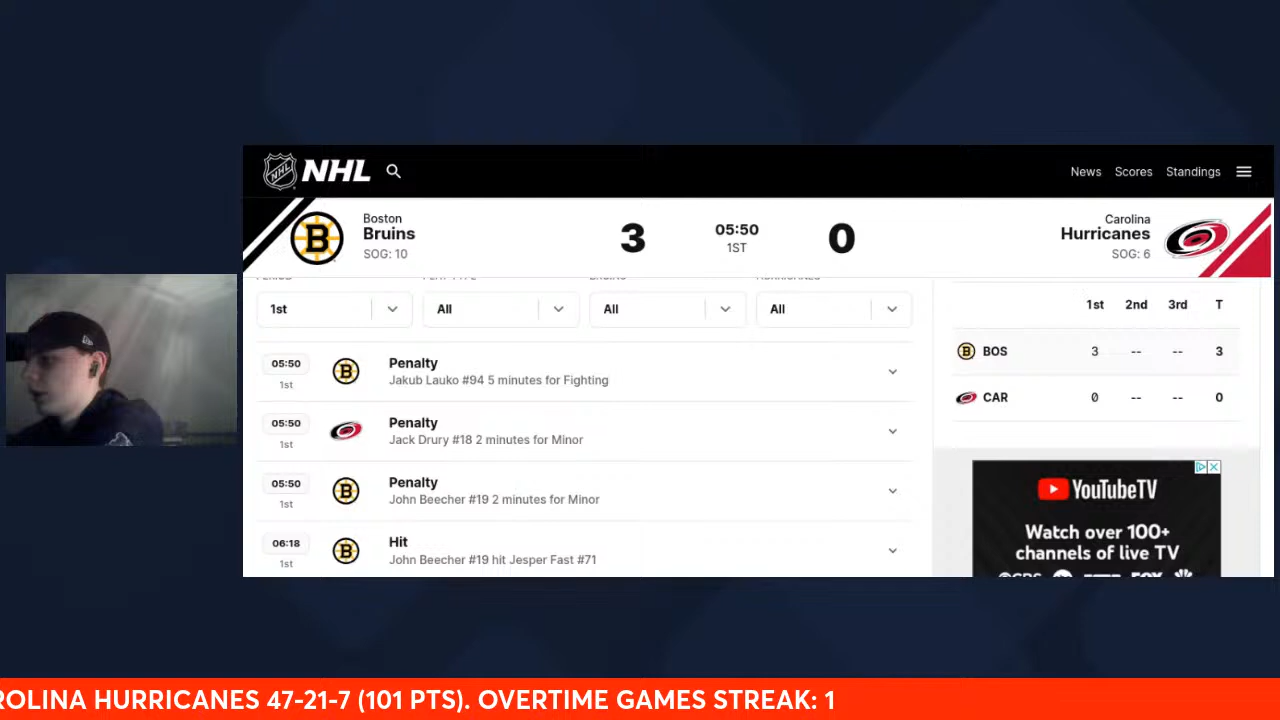 NHL
News Scores Standings
Boston
Bruins
SOG: 10
3
05:50
1ST
0
Carolina
Hurricanes
SOG: 6
1st All All All
05:50
1st
Penalty
Jakub Lauko #94 5 minutes for Fighting
05:50
1st
Penalty
Jack Drury #18 2 minutes for Minor
05:50
1st
Penalty
John Beecher #19 2 minutes for Minor
06:18
1st
Hit
John Beecher #19 hit Jesper Fast #71
1st 2nd 3rd T
BOS 3 -- -- 3
CAR 0 -- -- 0
YouTubeTV
Watch over 100+
channels of live TV
ROLINA HURRICANES 47-21-7 (101 PTS). OVERTIME GAMES STREAK: 1